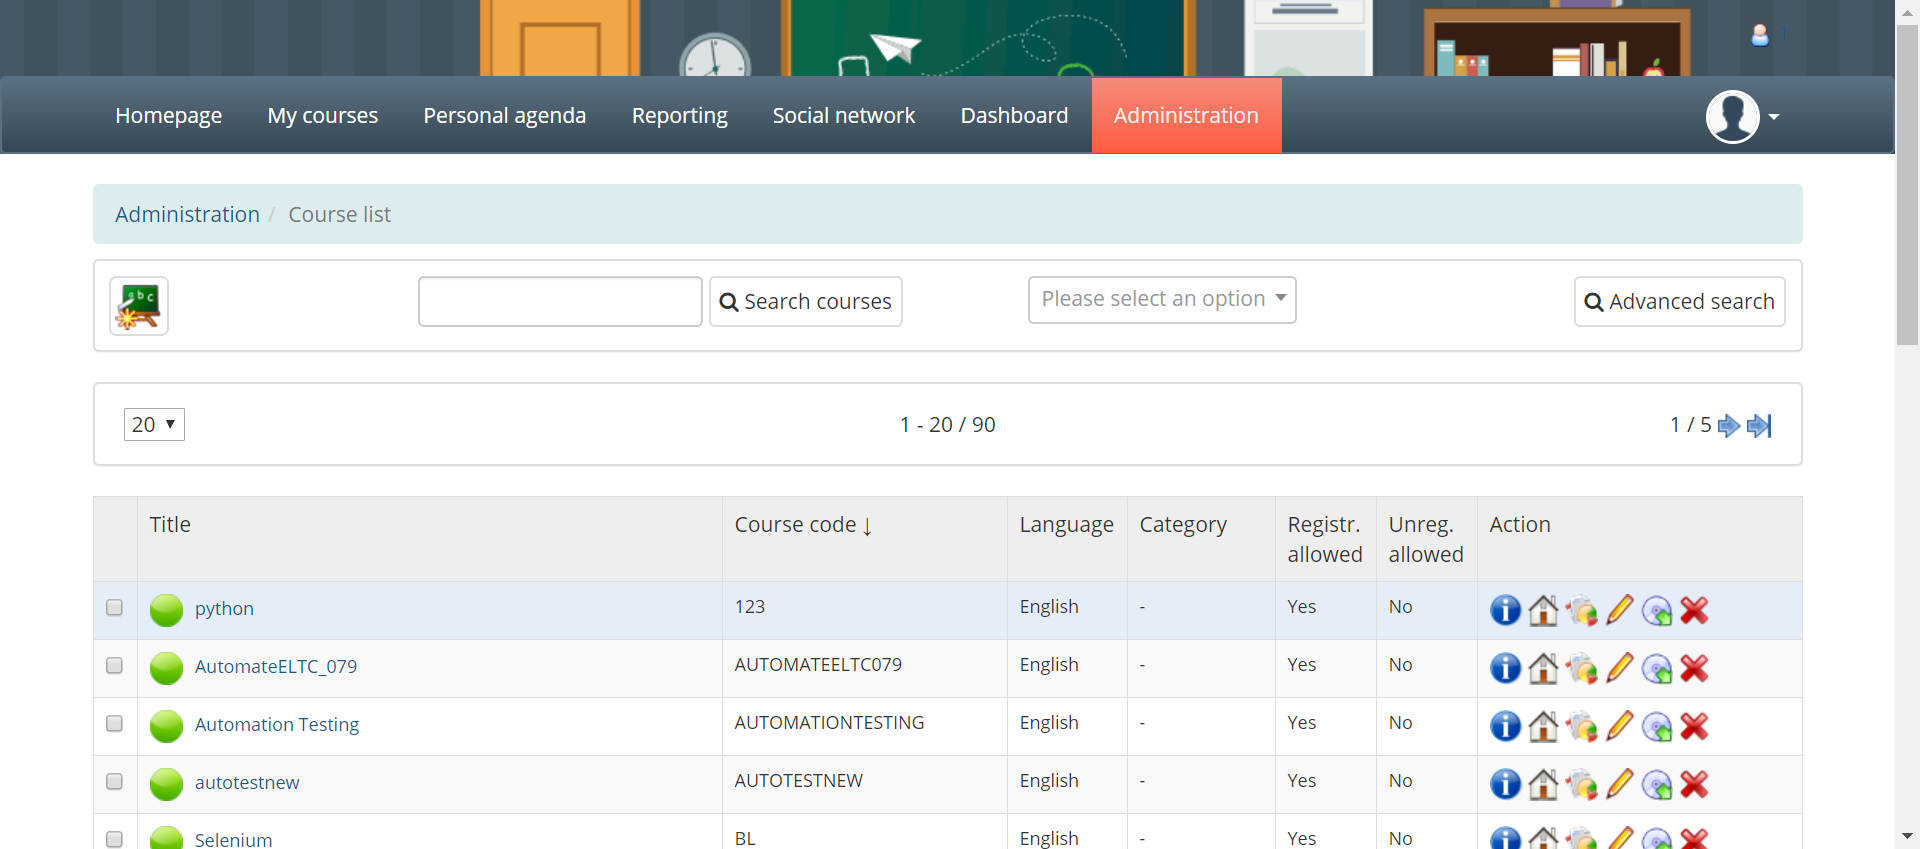 1
Homepage My courses Personal agenda Reporting Social network Dashboard Administration
Administration / Course list
abc
Search courses Please select an option Advanced search
20 1 - 20 / 90 1 / 5
Title Course code ↓ Language Category Registr. allowed Unreg. allowed Action
python 123 English - Yes No
AutomateELTC_079 AUTOMATEELTC079 English - Yes No
Automation Testing AUTOMATIONTESTING English - Yes No
autotestnew AUTOTESTNEW English - Yes No
Selenium BL English - Yes No